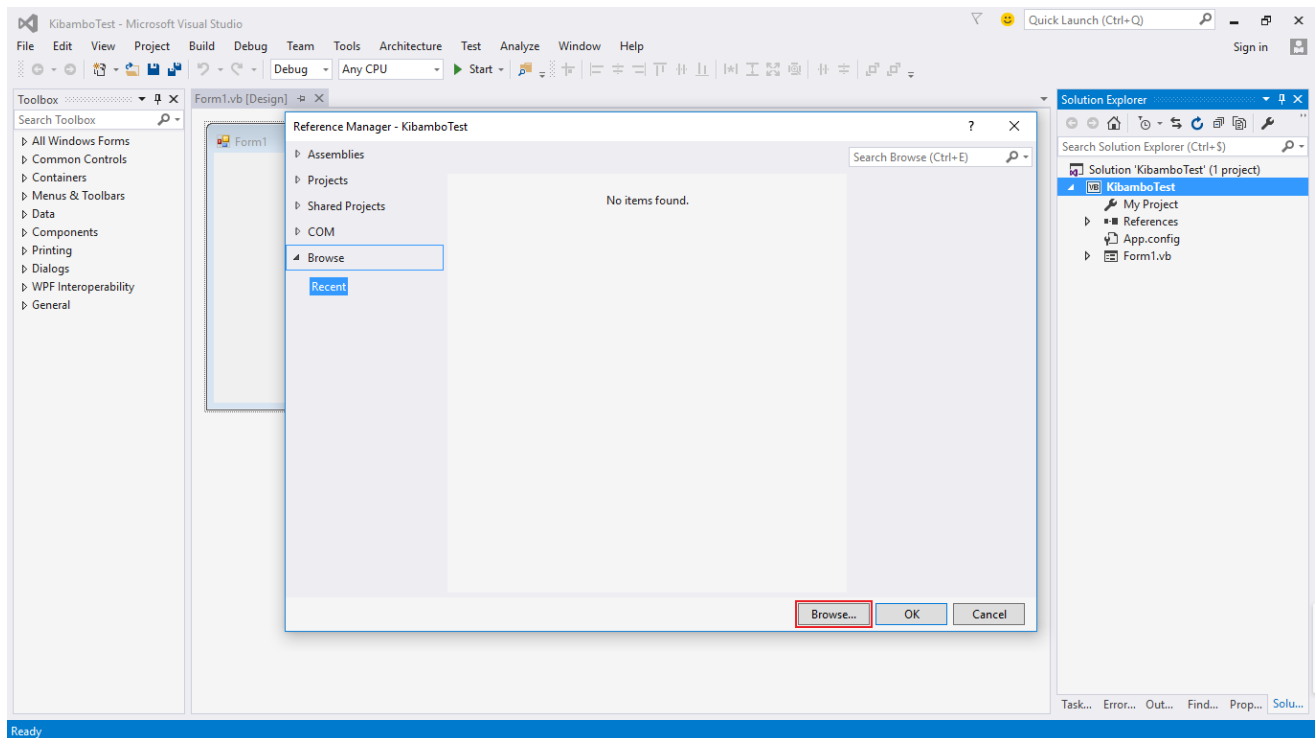 KibamboTest - Microsoft Visual Studio
Quick Launch (Ctrl+Q)
File Edit View Project Build Debug Team Tools Architecture Test Analyze Window Help
Sign in
Debug Any CPU Start
Toolbox
Search Toolbox
All Windows Forms
Common Controls
Containers
Menus & Toolbars
Data
Components
Printing
Dialogs
WPF Interoperability
General
Form1.vb [Design]
Form1
Reference Manager - KibamboTest
?
Assemblies
Projects
Shared Projects
COM
Browse
Recent
Search Browse (Ctrl+E)
No items found.
Browse... OK Cancel
Solution Explorer
Search Solution Explorer (Ctrl+$)
Solution 'KibamboTest' (1 project)
VB KibamboTest
My Project
References
App.config
Form1.vb
Task... Error... Out... Find... Prop... Solu...
Ready